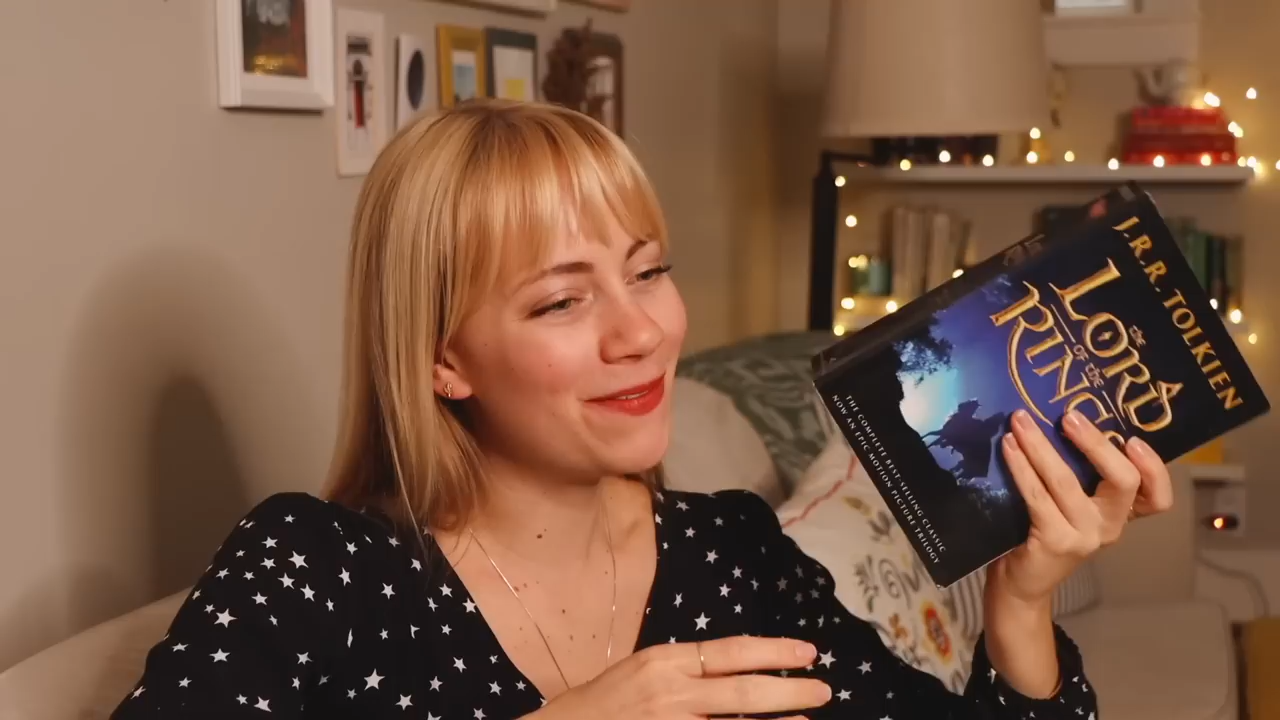 J.R.R. TOLKIEN
the
LORD
OF the
RINGS
THE COMPLETE BEST-SELLING CLASSIC
NOW AN EPIC MOTION PICTURE TRILOGY